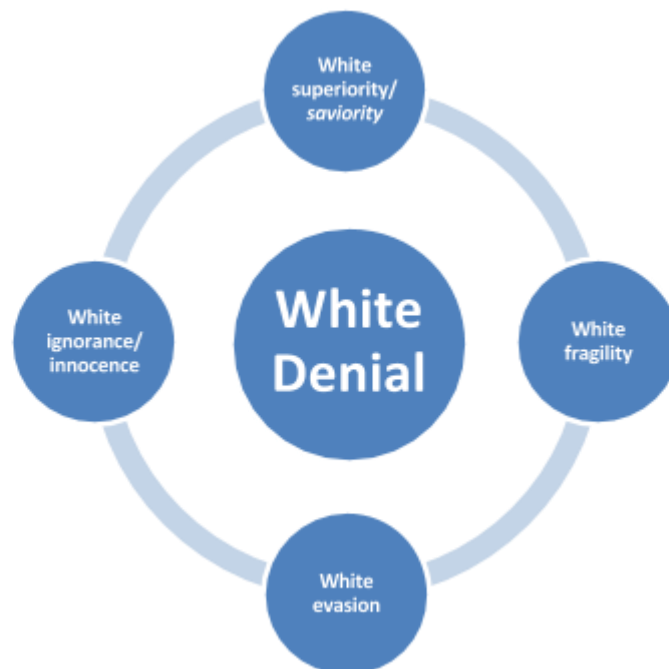 White
superiority/
saviority
White
ignorance/
innocence
White
Denial
White
fragility
White
evasion